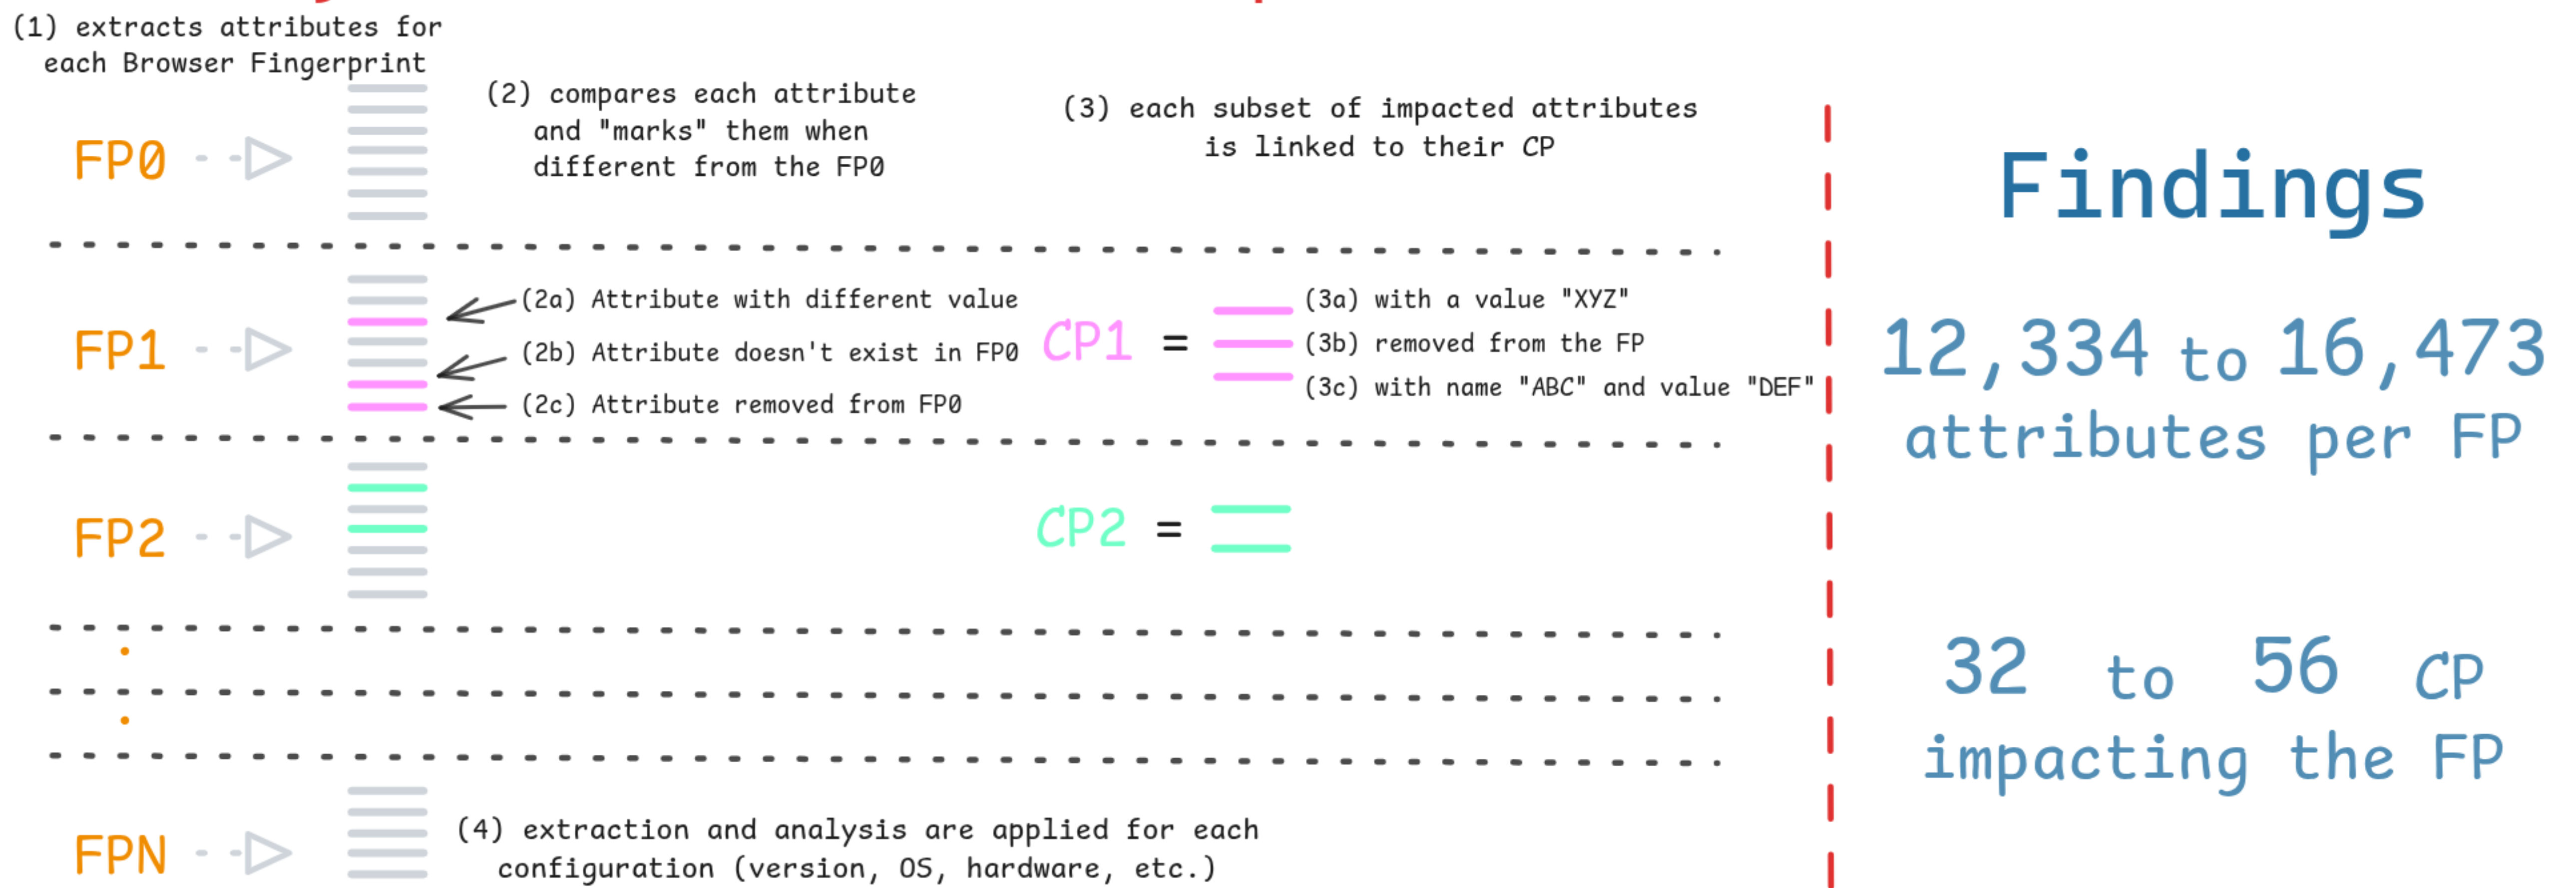 (1) extracts attributes for
each Browser Fingerprint
(2) compares each attribute
and "marks" them when
different from the FP0
(3) each subset of impacted attributes
is linked to their CP
FP0
FP1
(2a) Attribute with different value
(2b) Attribute doesn't exist in FP0
(2c) Attribute removed from FP0
CP1 =
(3a) with a value "XYZ"
(3b) removed from the FP
(3c) with name "ABC" and value "DEF"
FP2
CP2 =
FPN
(4) extraction and analysis are applied for each
configuration (version, OS, hardware, etc.)
Findings
12,334 to 16,473
attributes per FP
32 to 56 CP
impacting the FP